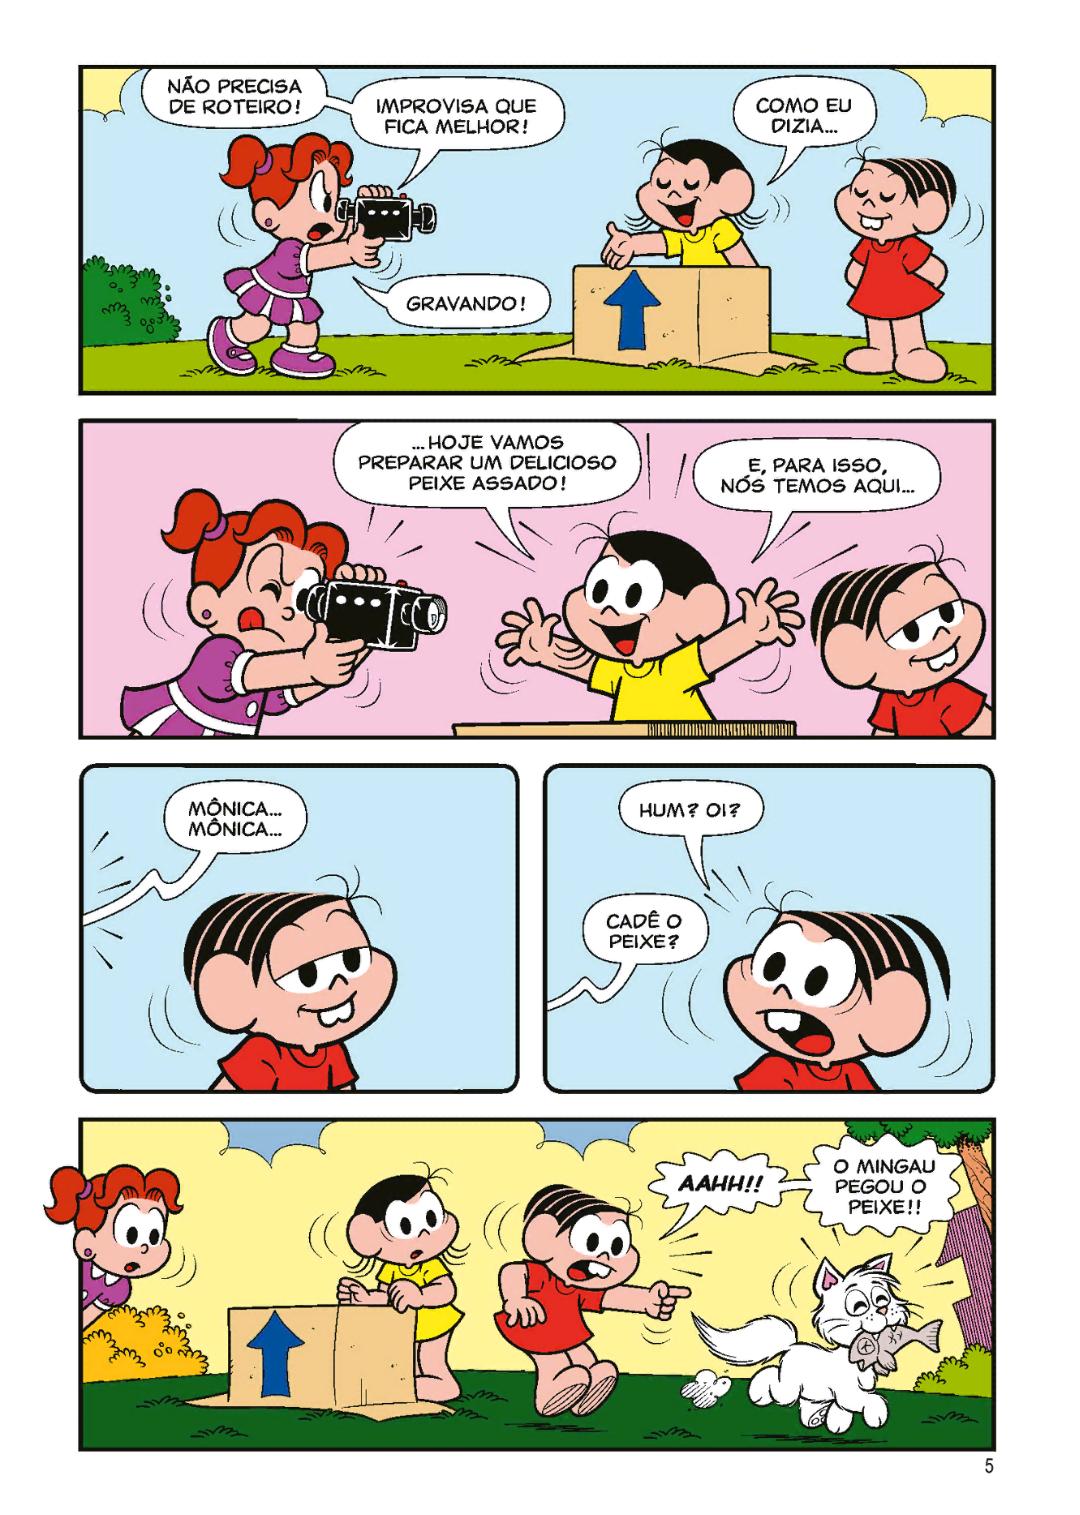 NÃO PRECISA
DE ROTEIRO!
IMPROVISA QUE
FICA MELHOR!
COMO EU
DIZIA...
GRAVANDO!
...HOJE VAMOS
PREPARAR UM DELICIOSO
PEIXE ASSADO!
E, PARA ISSO,
NÓS TEMOS AQUI...
MÔNICA...
MÔNICA...
HUM? OI?
CADÊ O
PEIXE?
AAHH!!
O MINGAU
PEGOU O
PEIXE!!
5